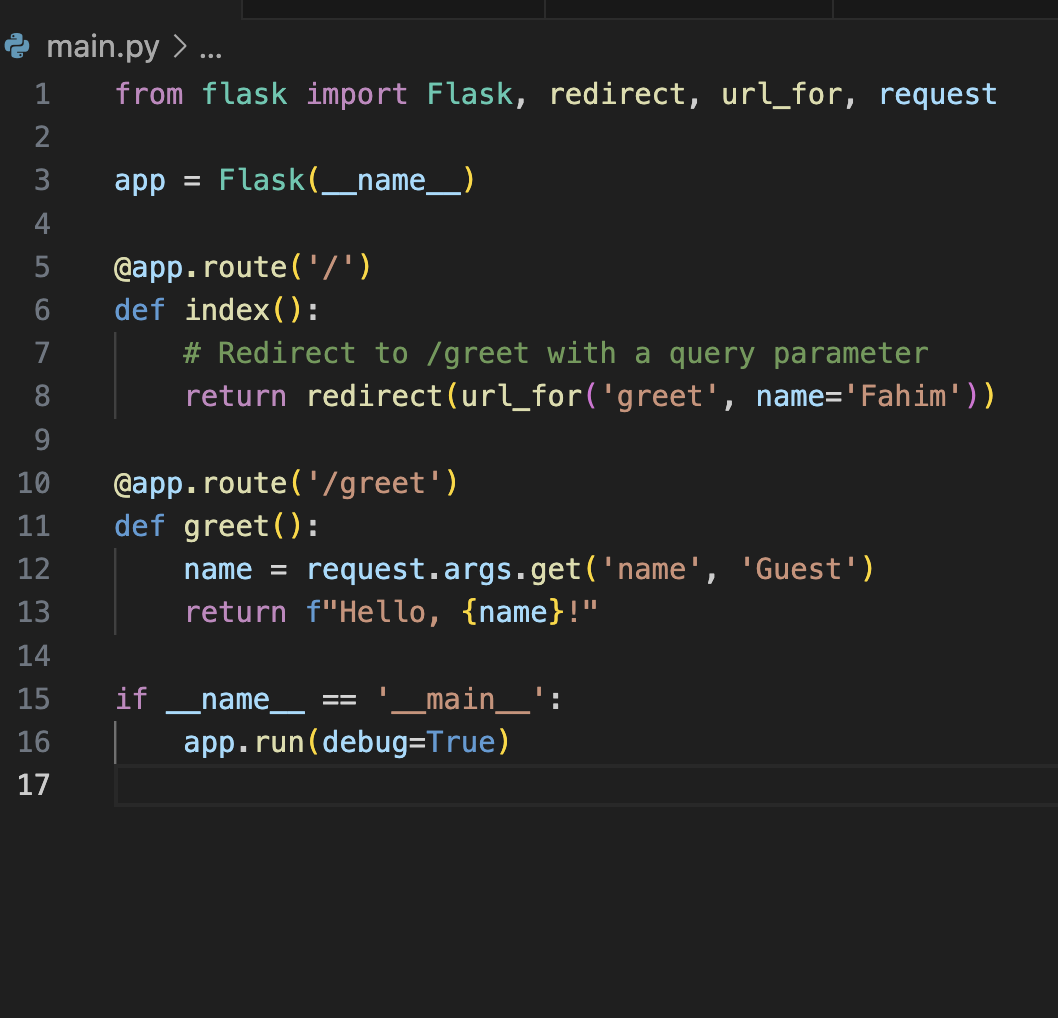 main.py > ...
1 from flask import Flask, redirect, url_for, request
2
3 app = Flask(__name__)
4
5 @app.route('/')
6 def index():
7     # Redirect to /greet with a query parameter
8     return redirect(url_for('greet', name='Fahim'))
9
10 @app.route('/greet')
11 def greet():
12     name = request.args.get('name', 'Guest')
13     return f"Hello, {name}!"
14
15 if __name__ == '__main__':
16     app.run(debug=True)
17